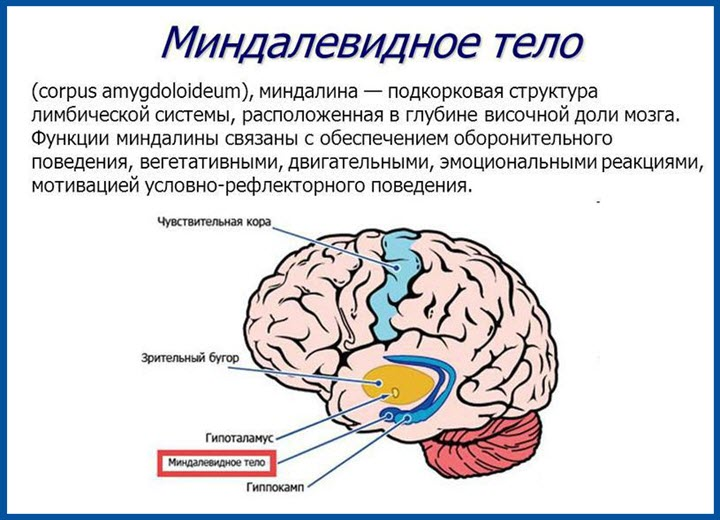 Миндалевидное тело
(corpus amygdoloideum), миндалина — подкорковая структура
лимбической системы, расположенная в глубине височной доли мозга.
Функции миндалины связаны с обеспечением оборонительного
поведения, вегетативными, двигательными, эмоциональными реакциями,
мотивацией условно-рефлекторного поведения.
Чувствительная кора
Зрительный бугор
Гипоталамус
Миндалевидное тело
Гиппокамп